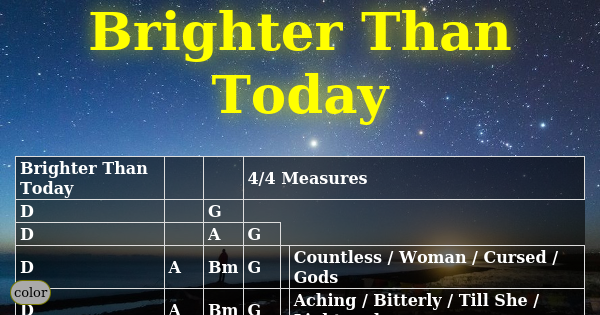 Brighter Than
Today
Brighter Than
Today
4/4 Measures
D G
D A G
D A Bm G Countless / Woman / Cursed /
Gods
color
D A Bm G Aching / Bitterly / Till She /